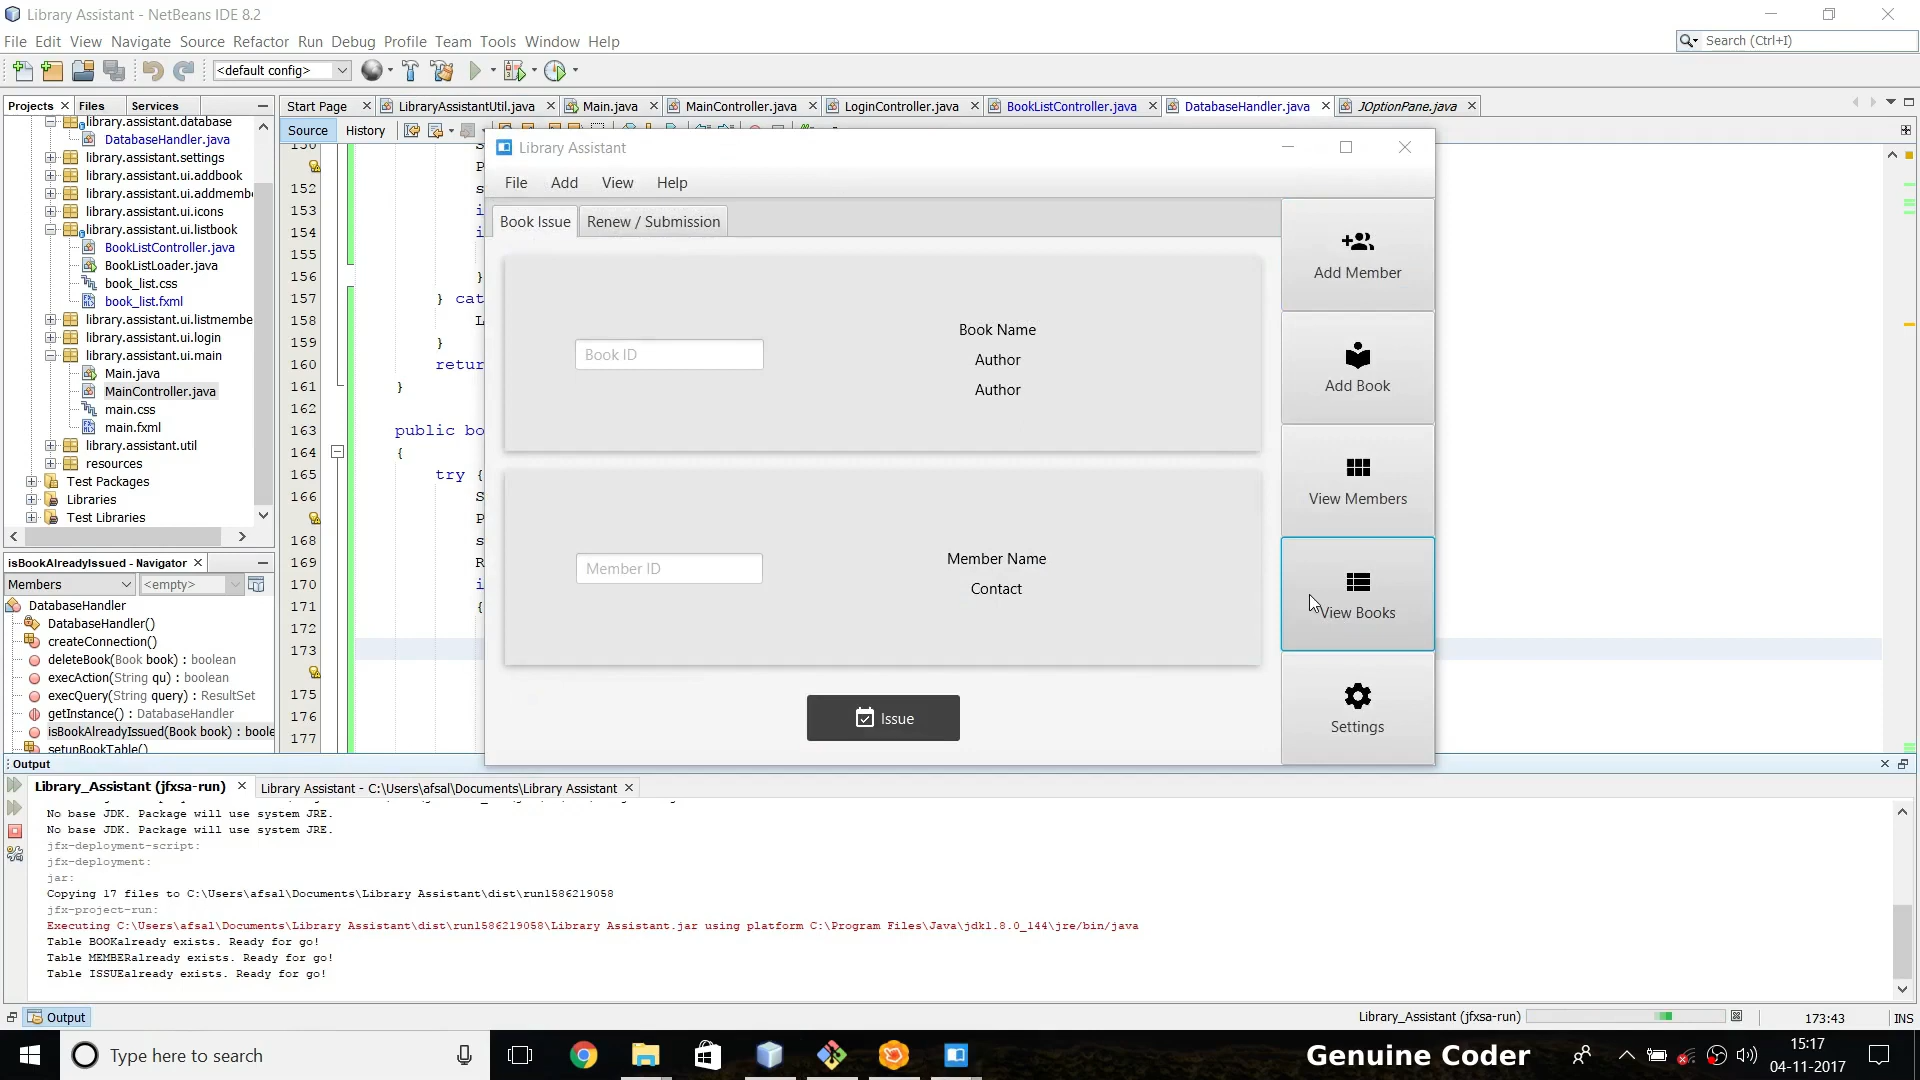 Library Assistant - NetBeans IDE 8.2
File Edit View Navigate Source Refactor Run Debug Profile Team Tools Window Help
Search (Ctrl+I)
<default config>
Projects Files Services
Start Page LibraryAssistantUtil.java Main.java MainController.java LoginController.java BookListController.java DatabaseHandler.java JOptionPane.java
Source History
library.assistant.database
DatabaseHandler.java
library.assistant.settings
library.assistant.ui.addbook
library.assistant.ui.addmembe
library.assistant.ui.icons
library.assistant.ui.listbook
BookListController.java
BookListLoader.java
book_list.css
book_list.fxml
library.assistant.ui.listmembe
library.assistant.ui.login
library.assistant.ui.main
Main.java
MainController.java
main.css
main.fxml
library.assistant.util
resources
Test Packages
Libraries
Test Libraries
isBookAlreadyIssued - Navigator
Members <empty>
DatabaseHandler
DatabaseHandler()
createConnection()
deleteBook(Book book) : boolean
execAction(String qu) : boolean
execQuery(String query) : ResultSet
getInstance() : DatabaseHandler
isBookAlreadyIssued(Book book) : boole
setupBookTable()
150 S
P
152 s
153 i
154 i
155
156 }
157 } cat
158 L
159 }
160 retur
161 }
162
163 public bo
164 {
165 try {
166 S
P
168 s
169 R
170 i
171 {
172
173
175
176
177
Library Assistant
File Add View Help
Book Issue Renew / Submission
Book ID
Book Name
Author
Author
Member ID
Member Name
Contact
Issue
Add Member
Add Book
View Members
View Books
Settings
Output
Library_Assistant (jfxsa-run) Library Assistant - C:\Users\afsal\Documents\Library Assistant
No base JDK. Package will use system JRE.
No base JDK. Package will use system JRE.
jfx-deployment-script:
jfx-deployment:
jar:
Copying 17 files to C:\Users\afsal\Documents\Library Assistant\dist\run1586219058
jfx-project-run:
Executing C:\Users\afsal\Documents\Library Assistant\dist\run1586219058\Library Assistant.jar using platform C:\Program Files\Java\jdk1.8.0_144\jre/bin/java
Table BOOKalready exists. Ready for go!
Table MEMBERalready exists. Ready for go!
Table ISSUEalready exists. Ready for go!
Output
Library_Assistant (jfxsa-run)
173:43 INS
Type here to search
Genuine Coder
15:17
04-11-2017